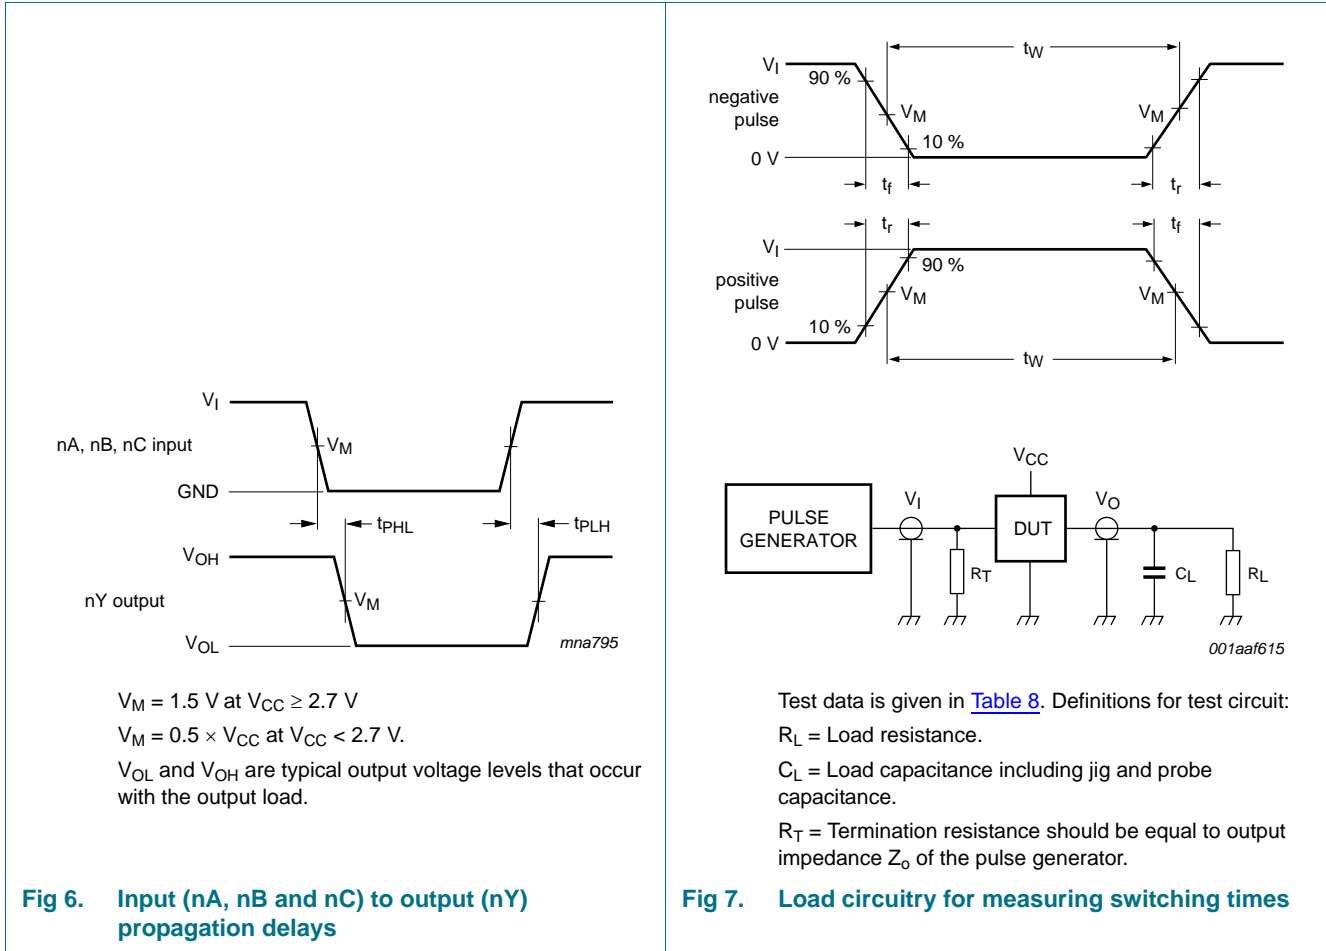 V_I
nA, nB, nC input
V_M
GND
t_PHL
t_PLH
V_OH
nY output
V_M
V_OL
mna795
V_M = 1.5 V at V_CC ≥ 2.7 V
V_M = 0.5 × V_CC at V_CC < 2.7 V.
V_OL and V_OH are typical output voltage levels that occur
with the output load.
Fig 6. Input (nA, nB and nC) to output (nY)
propagation delays
t_W
V_I
90 %
negative
pulse
V_M
V_M
10 %
0 V
t_f
t_r
t_r
t_f
V_I
90 %
positive
pulse
V_M
V_M
10 %
0 V
t_W
V_CC
PULSE
GENERATOR
V_I
DUT
V_O
R_T
C_L
R_L
001aaf615
Test data is given in Table 8. Definitions for test circuit:
R_L = Load resistance.
C_L = Load capacitance including jig and probe
capacitance.
R_T = Termination resistance should be equal to output
impedance Z_o of the pulse generator.
Fig 7. Load circuitry for measuring switching times